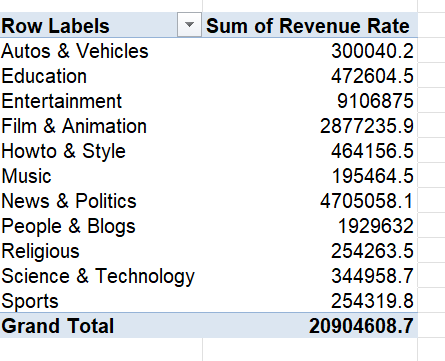 Row Labels Sum of Revenue Rate
Autos & Vehicles 300040.2
Education 472604.5
Entertainment 9106875
Film & Animation 2877235.9
Howto & Style 464156.5
Music 195464.5
News & Politics 4705058.1
People & Blogs 1929632
Religious 254263.5
Science & Technology 344958.7
Sports 254319.8
Grand Total 20904608.7